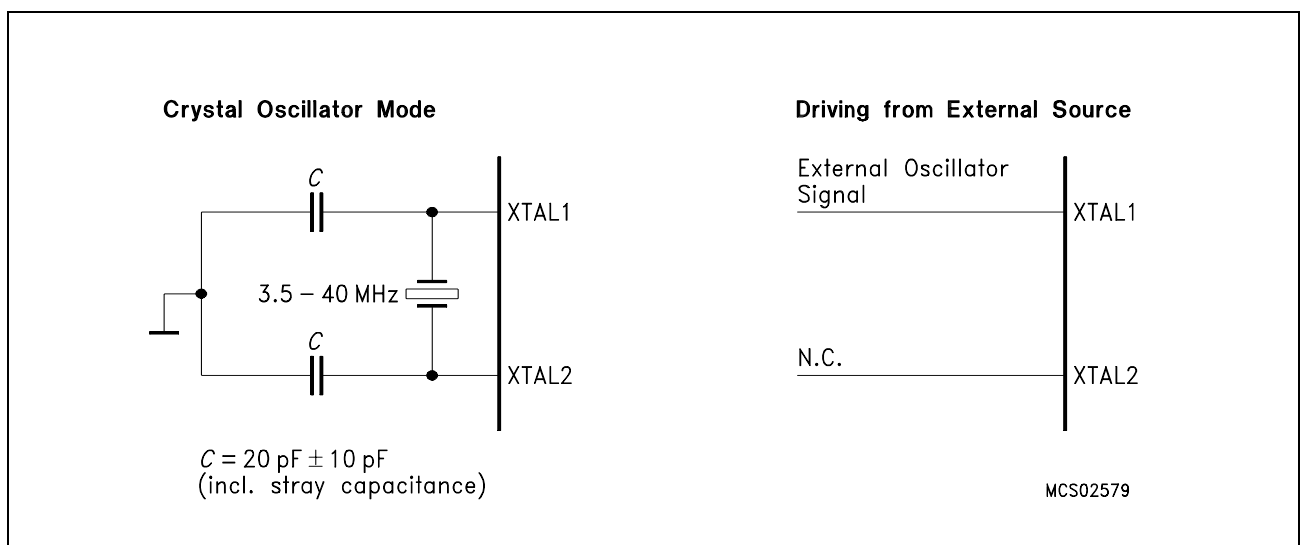 Crystal Oscillator Mode
C
XTAL1
3.5 – 40 MHz
C
XTAL2
C = 20 pF ± 10 pF
(incl. stray capacitance)
Driving from External Source
External Oscillator
Signal
XTAL1
N.C.
XTAL2
MCS02579